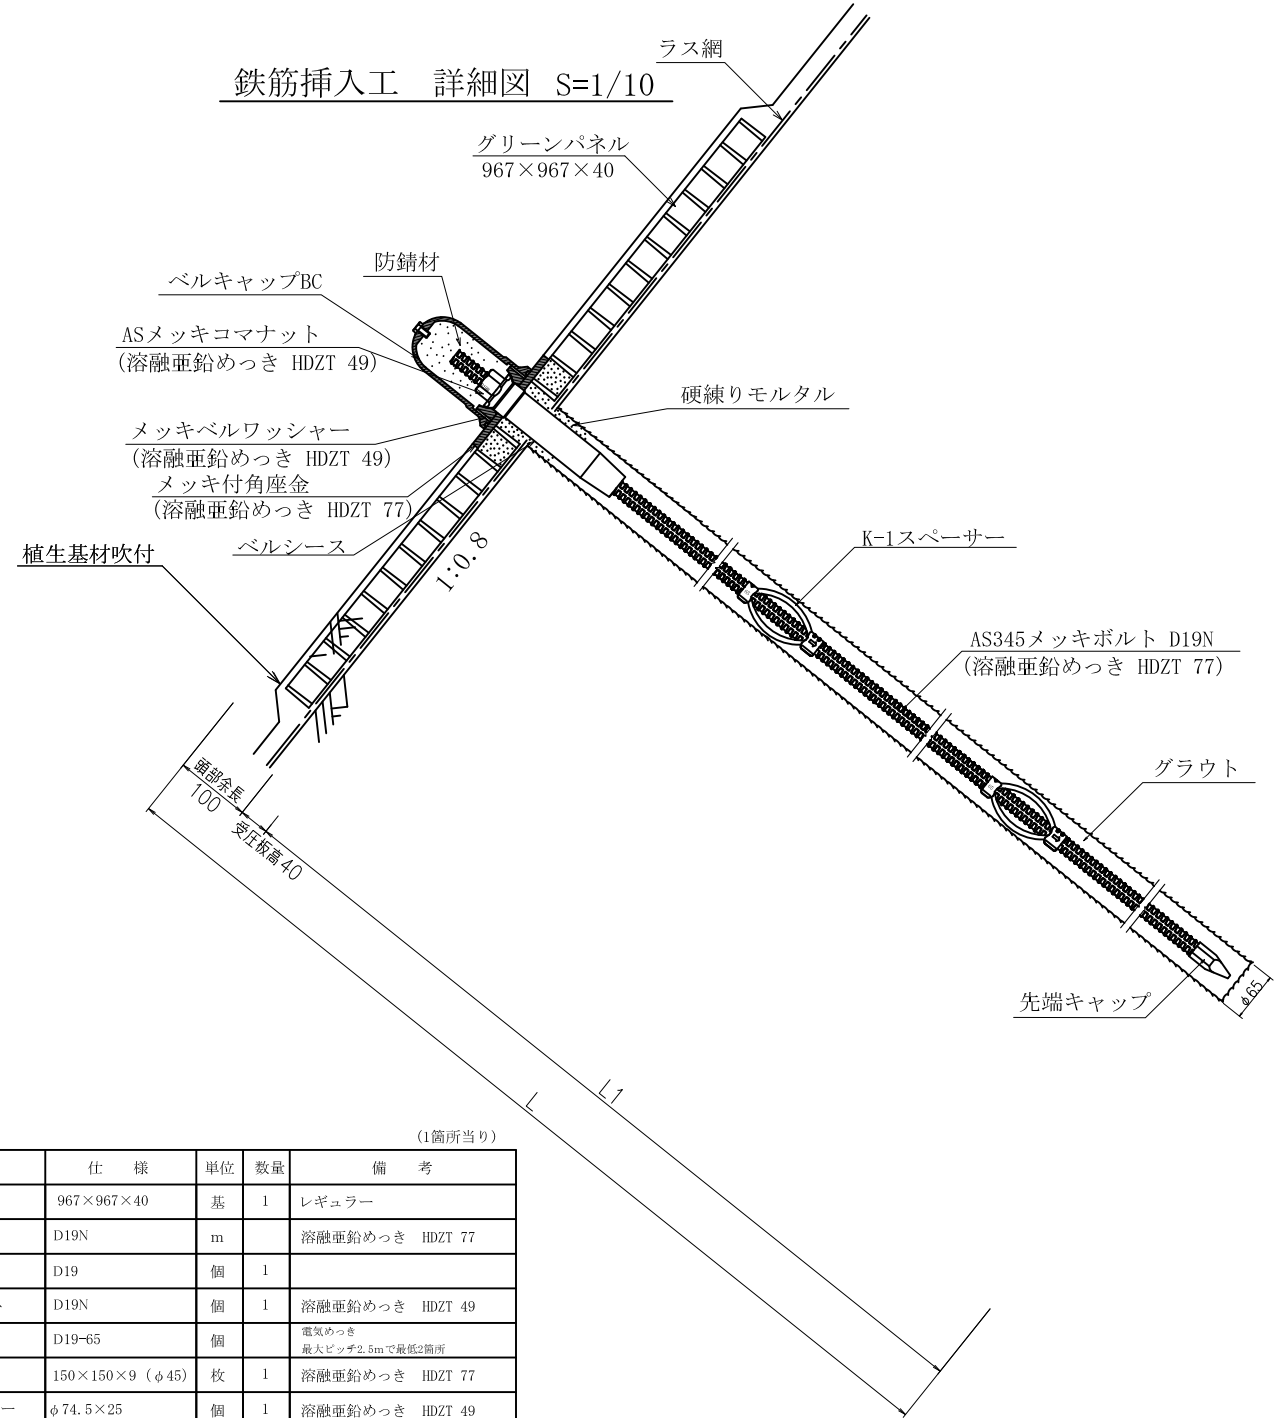 鉄筋挿入工　詳細図 S=1/10
ラス網
グリーンパネル
967×967×40
防錆材
ベルキャップBC
ASメッキコマナット
(溶融亜鉛めっき HDZT 49)
硬練りモルタル
メッキベルワッシャー
(溶融亜鉛めっき HDZT 49)
メッキ付角座金
(溶融亜鉛めっき HDZT 77)
ベルシース
植生基材吹付
1:0.8
K-1スペーサー
AS345メッキボルト D19N
(溶融亜鉛めっき HDZT 77)
グラウト
先端キャップ
φ65
頭部余長
100
受圧板高40
L1
L
(1箇所当り)
仕　様 単位 数量 備　考
967×967×40 基 1 レギュラー
D19N m 溶融亜鉛めっき HDZT 77
D19 個 1
D19N 個 1 溶融亜鉛めっき HDZT 49
D19-65 個 電気めっき
最大ピッチ2.5mで最低2箇所
150×150×9 (φ45) 枚 1 溶融亜鉛めっき HDZT 77
ー φ74.5×25 個 1 溶融亜鉛めっき HDZT 49